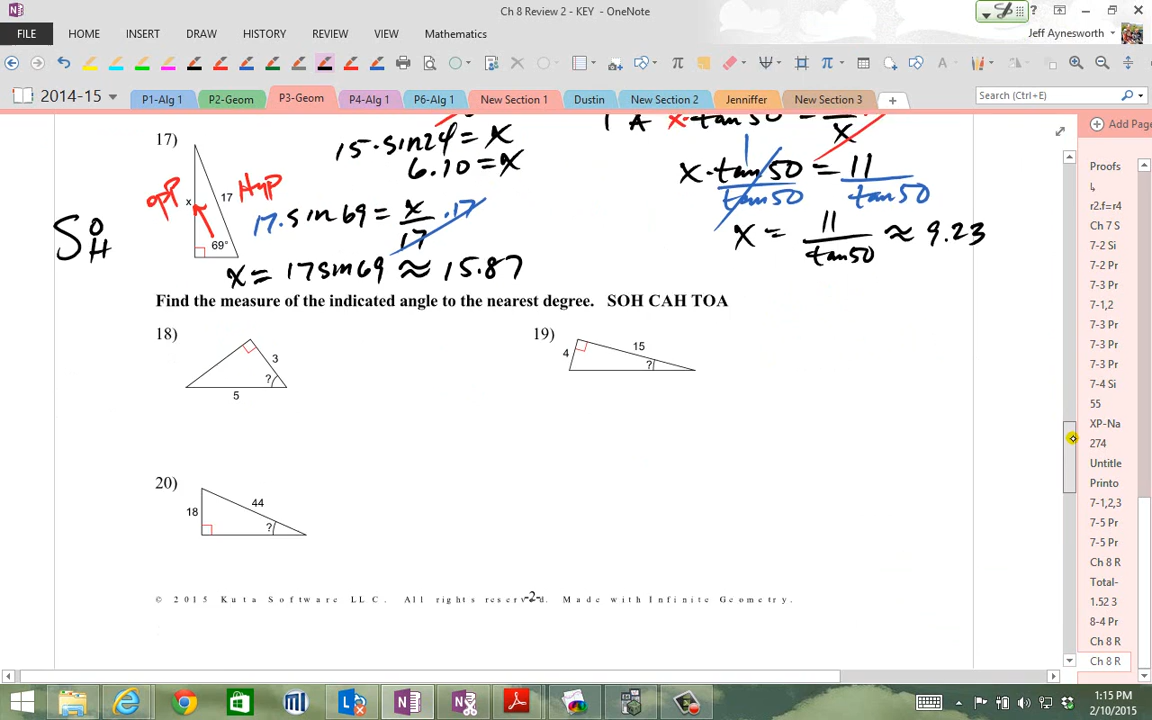 Ch 8 Review 2 - KEY - OneNote
?
FILE HOME INSERT DRAW HISTORY REVIEW VIEW Mathematics
Jeff Aynesworth
2014-15 P1-Alg 1 P2-Geom P3-Geom P4-Alg 1 P6-Alg 1 New Section 1 Dustin New Section 2 Jenniffer New Section 3 +
Search (Ctrl+E)
Add Page
Proofs
r2.f=r4
Ch 7 S
7-2 Si
7-2 Pr
7-3 Pr
7-1,2
7-3 Pr
7-3 Pr
7-3 Pr
7-4 Si
55
XP-Na
274
Untitle
Printo
7-1,2,3
7-5 Pr
7-5 Pr
Ch 8 R
Total-
1.52 3
8-4 Pr
Ch 8 R
Ch 8 R
15·sin24=x
6.10=x
x·tan50 = 11
tan50 tan50
x = 11/tan50 ≈ 9.23
17)
opp
x
17
Hyp
69°
S O/H
17·sin69 = x/17 ·17
x = 17sin69 ≈ 15.87
Find the measure of the indicated angle to the nearest degree. SOH CAH TOA
18)
3
?
5
19)
4
15
?
20)
18
44
?
© 2015 Kuta Software LLC. All rights reserved. Made with Infinite Geometry.
-2-
1:15 PM
2/10/2015